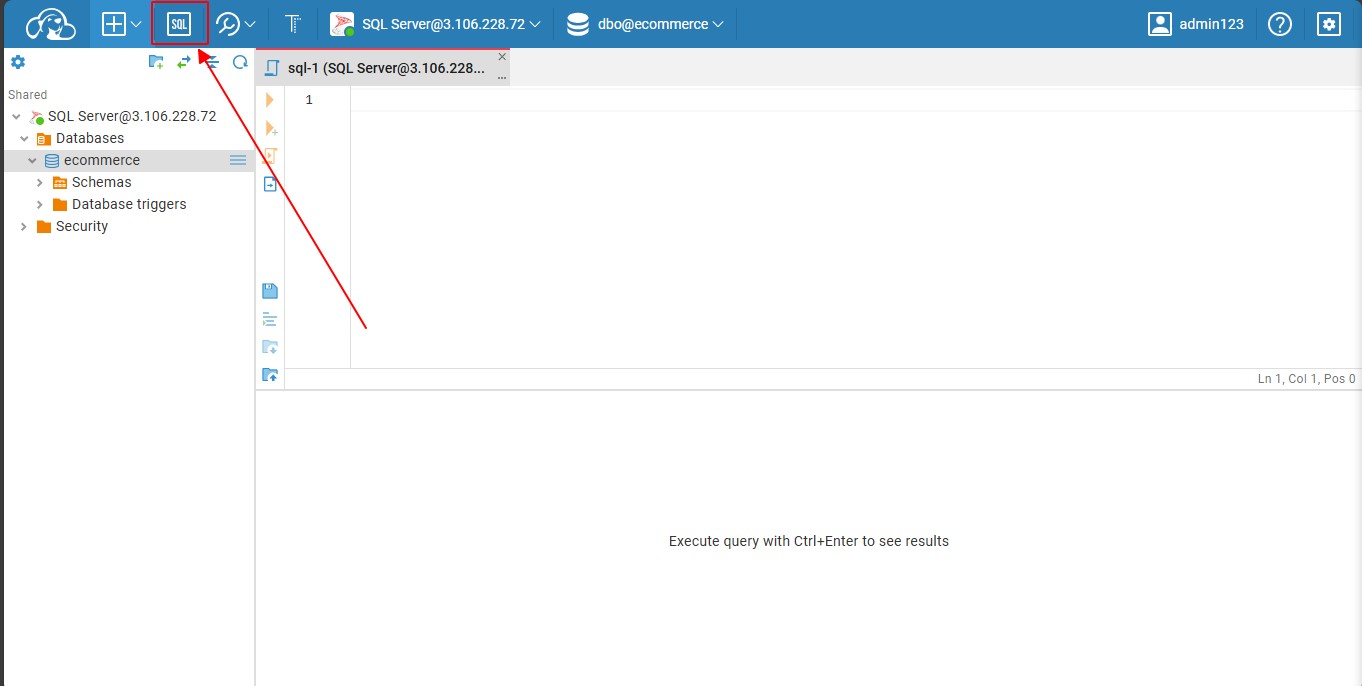 SQL
SQL Server@3.106.228.72
dbo@ecommerce
admin123
sql-1 (SQL Server@3.106.228...
Shared
SQL Server@3.106.228.72
Databases
ecommerce
Schemas
Database triggers
Security
1
Ln 1, Col 1, Pos 0
Execute query with Ctrl+Enter to see results